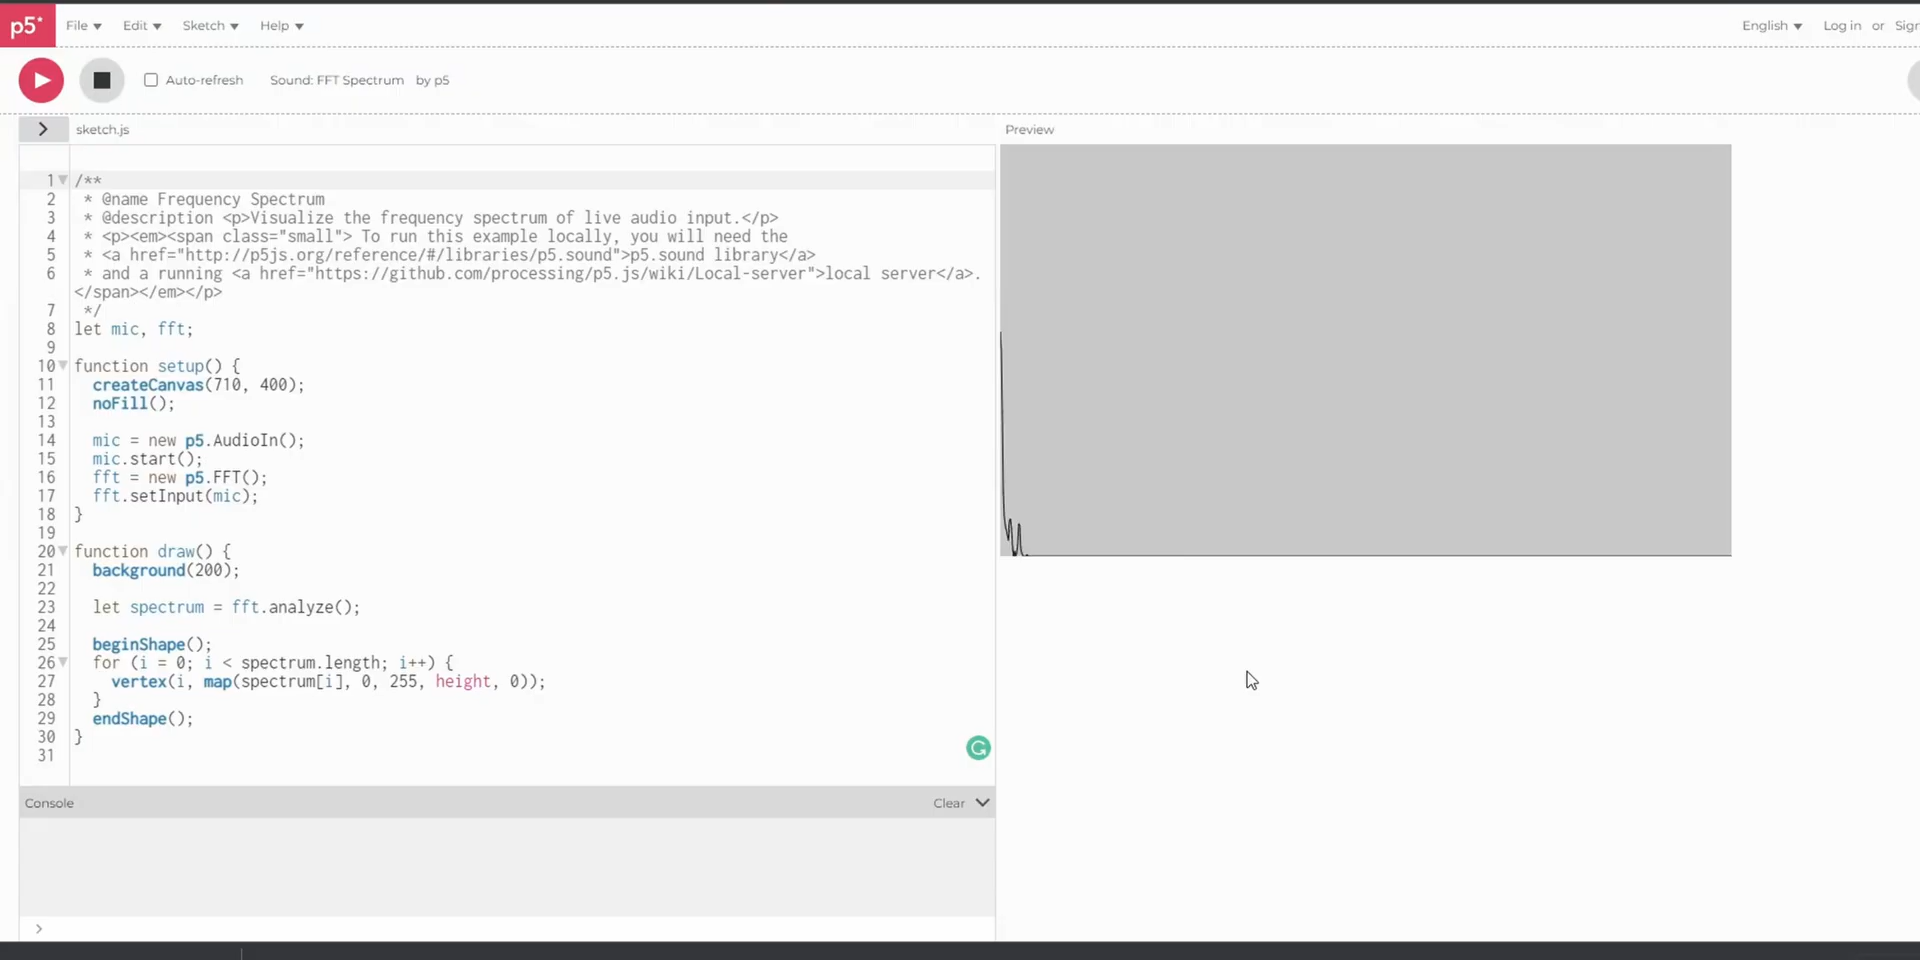 p5*
File Edit Sketch Help English Log in or Sign
Auto-refresh Sound: FFT Spectrum by p5
sketch.js
Preview
1 /**
2 * @name Frequency Spectrum
3 * @description <p>Visualize the frequency spectrum of live audio input.</p>
4 * <p><em><span class="small"> To run this example locally, you will need the
5 * <a href="http://p5js.org/reference/#/libraries/p5.sound">p5.sound library</a>
6 * and a running <a href="https://github.com/processing/p5.js/wiki/Local-server">local server</a>.
</span></em></p>
7 */
8 let mic, fft;
9
10 function setup() {
11 createCanvas(710, 400);
12 noFill();
13
14 mic = new p5.AudioIn();
15 mic.start();
16 fft = new p5.FFT();
17 fft.setInput(mic);
18 }
19
20 function draw() {
21 background(200);
22
23 let spectrum = fft.analyze();
24
25 beginShape();
26 for (i = 0; i < spectrum.length; i++) {
27 vertex(i, map(spectrum[i], 0, 255, height, 0));
28 }
29 endShape();
30 }
31
Console Clear
>